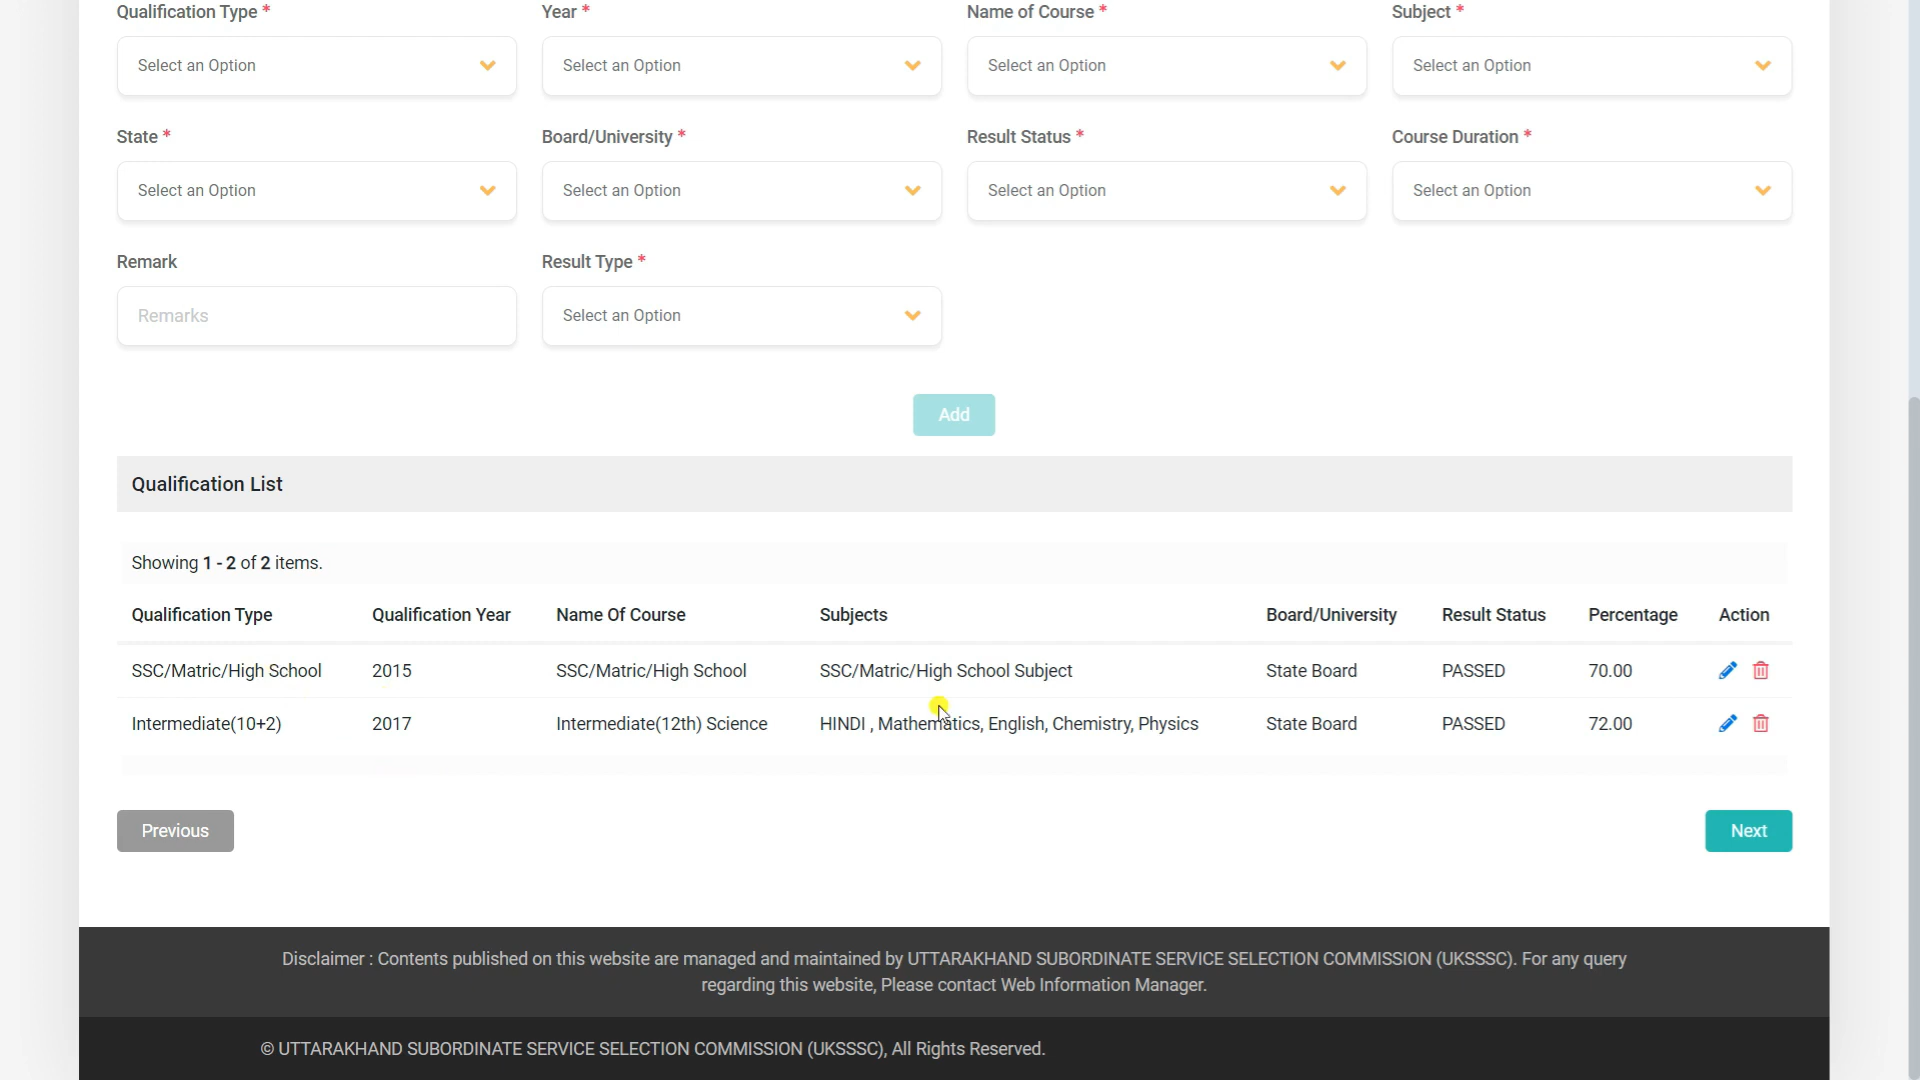 Qualification Type * Year * Name of Course * Subject *
Select an Option Select an Option Select an Option Select an Option
State * Board/University * Result Status * Course Duration *
Select an Option Select an Option Select an Option Select an Option
Remark Result Type *
Remarks Select an Option
Add
Qualification List
Showing 1 - 2 of 2 items.
Qualification Type Qualification Year Name Of Course Subjects Board/University Result Status Percentage Action
SSC/Matric/High School 2015 SSC/Matric/High School SSC/Matric/High School Subject State Board PASSED 70.00
Intermediate(10+2) 2017 Intermediate(12th) Science HINDI , Mathematics, English, Chemistry, Physics State Board PASSED 72.00
Previous Next
Disclaimer : Contents published on this website are managed and maintained by UTTARAKHAND SUBORDINATE SERVICE SELECTION COMMISSION (UKSSSC). For any query
regarding this website, Please contact Web Information Manager.
© UTTARAKHAND SUBORDINATE SERVICE SELECTION COMMISSION (UKSSSC), All Rights Reserved.